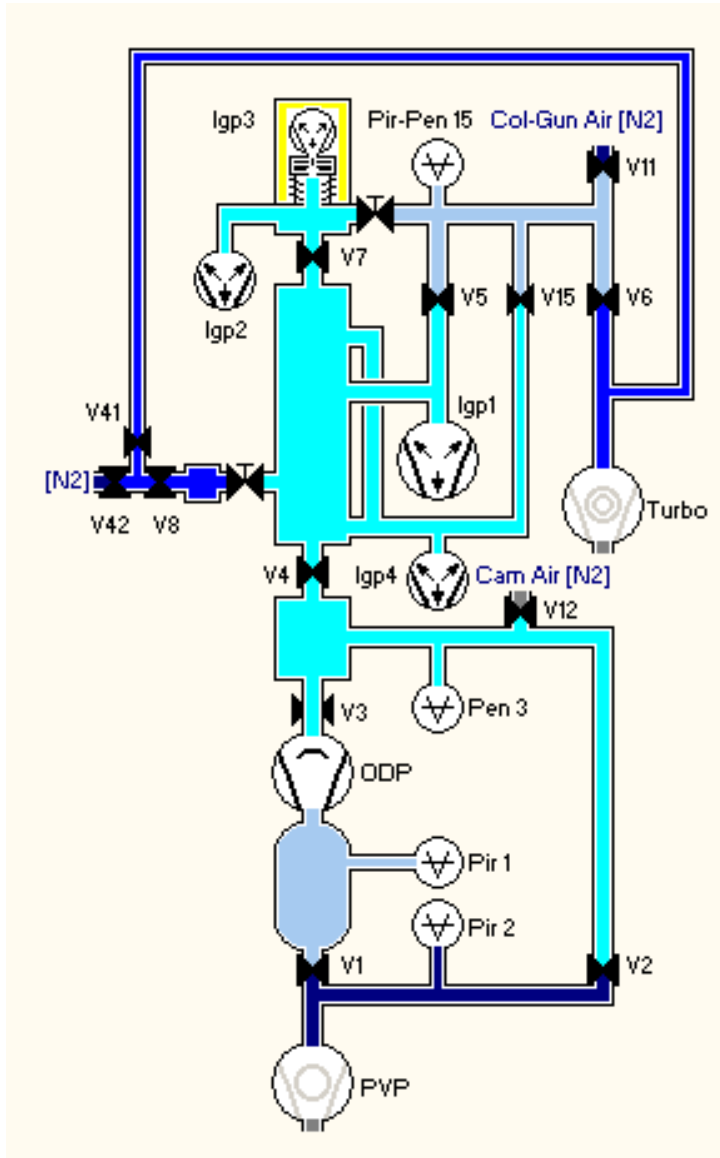 Igp3
Pir-Pen 15
Col-Gun Air [N2]
V11
V7
Igp2
V5
V15
V6
V41
Igp1
[N2]
V42
V8
Turbo
V4
Igp4
Cam Air [N2]
V12
V3
Pen 3
ODP
Pir 1
Pir 2
V1
V2
PVP